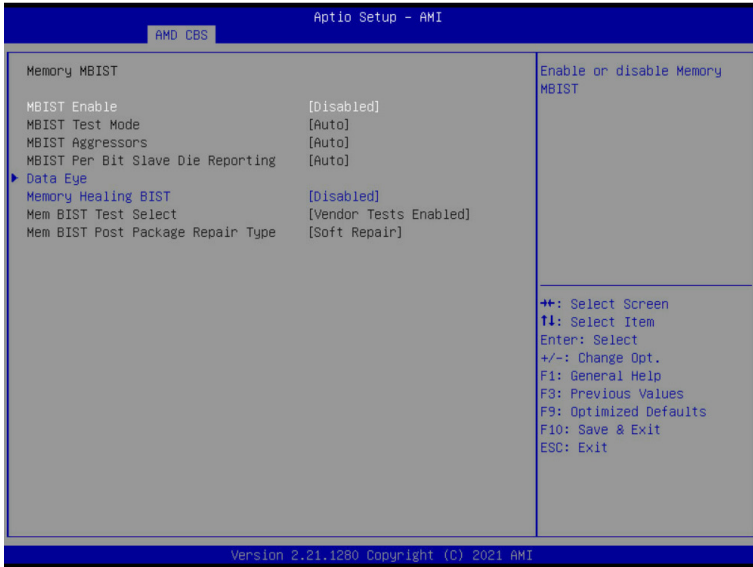 Aptio Setup - AMI
AMD CBS
Memory MBIST
MBIST Enable [Disabled]
MBIST Test Mode [Auto]
MBIST Aggressors [Auto]
MBIST Per Bit Slave Die Reporting [Auto]
Data Eye
Memory Healing BIST [Disabled]
Mem BIST Test Select [Vendor Tests Enabled]
Mem BIST Post Package Repair Type [Soft Repair]
Enable or disable Memory
MBIST
→←: Select Screen
↑↓: Select Item
Enter: Select
+/-: Change Opt.
F1: General Help
F3: Previous Values
F9: Optimized Defaults
F10: Save & Exit
ESC: Exit
Version 2.21.1280 Copyright (C) 2021 AMI